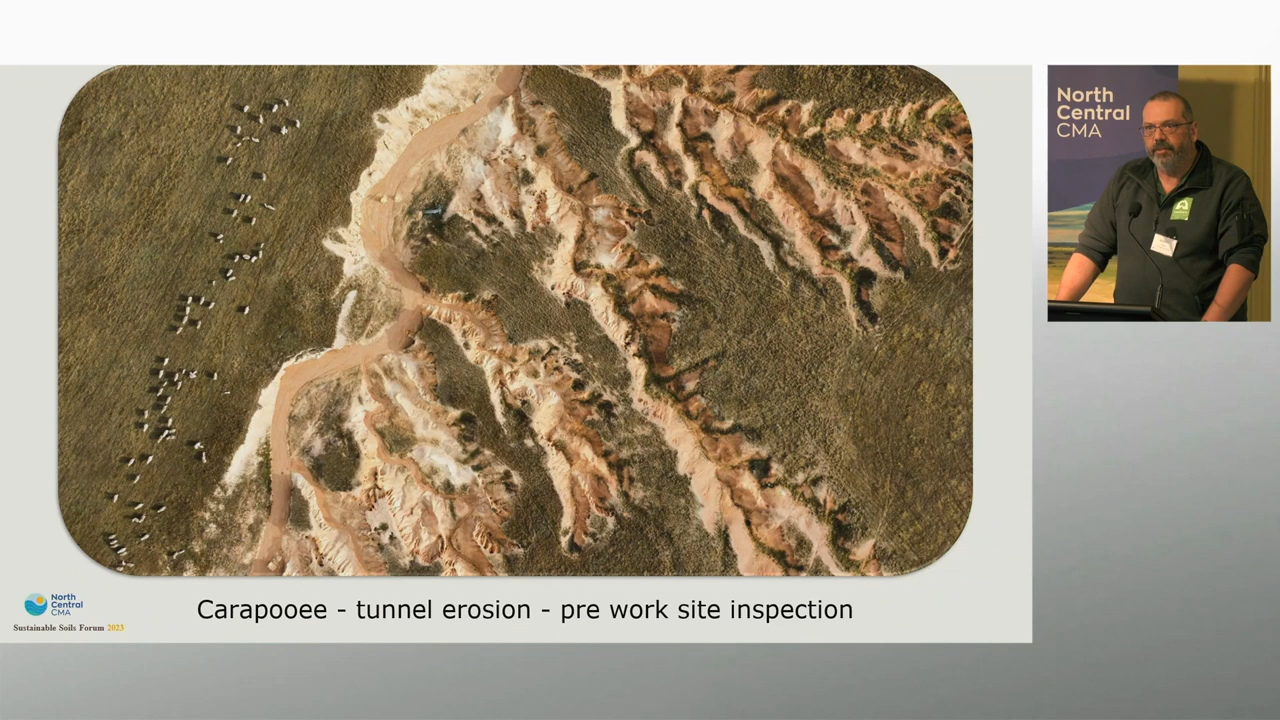 North
Central
CMA
Carapooee - tunnel erosion - pre work site inspection
North
Central
CMA
Sustainable Soils Forum 2023